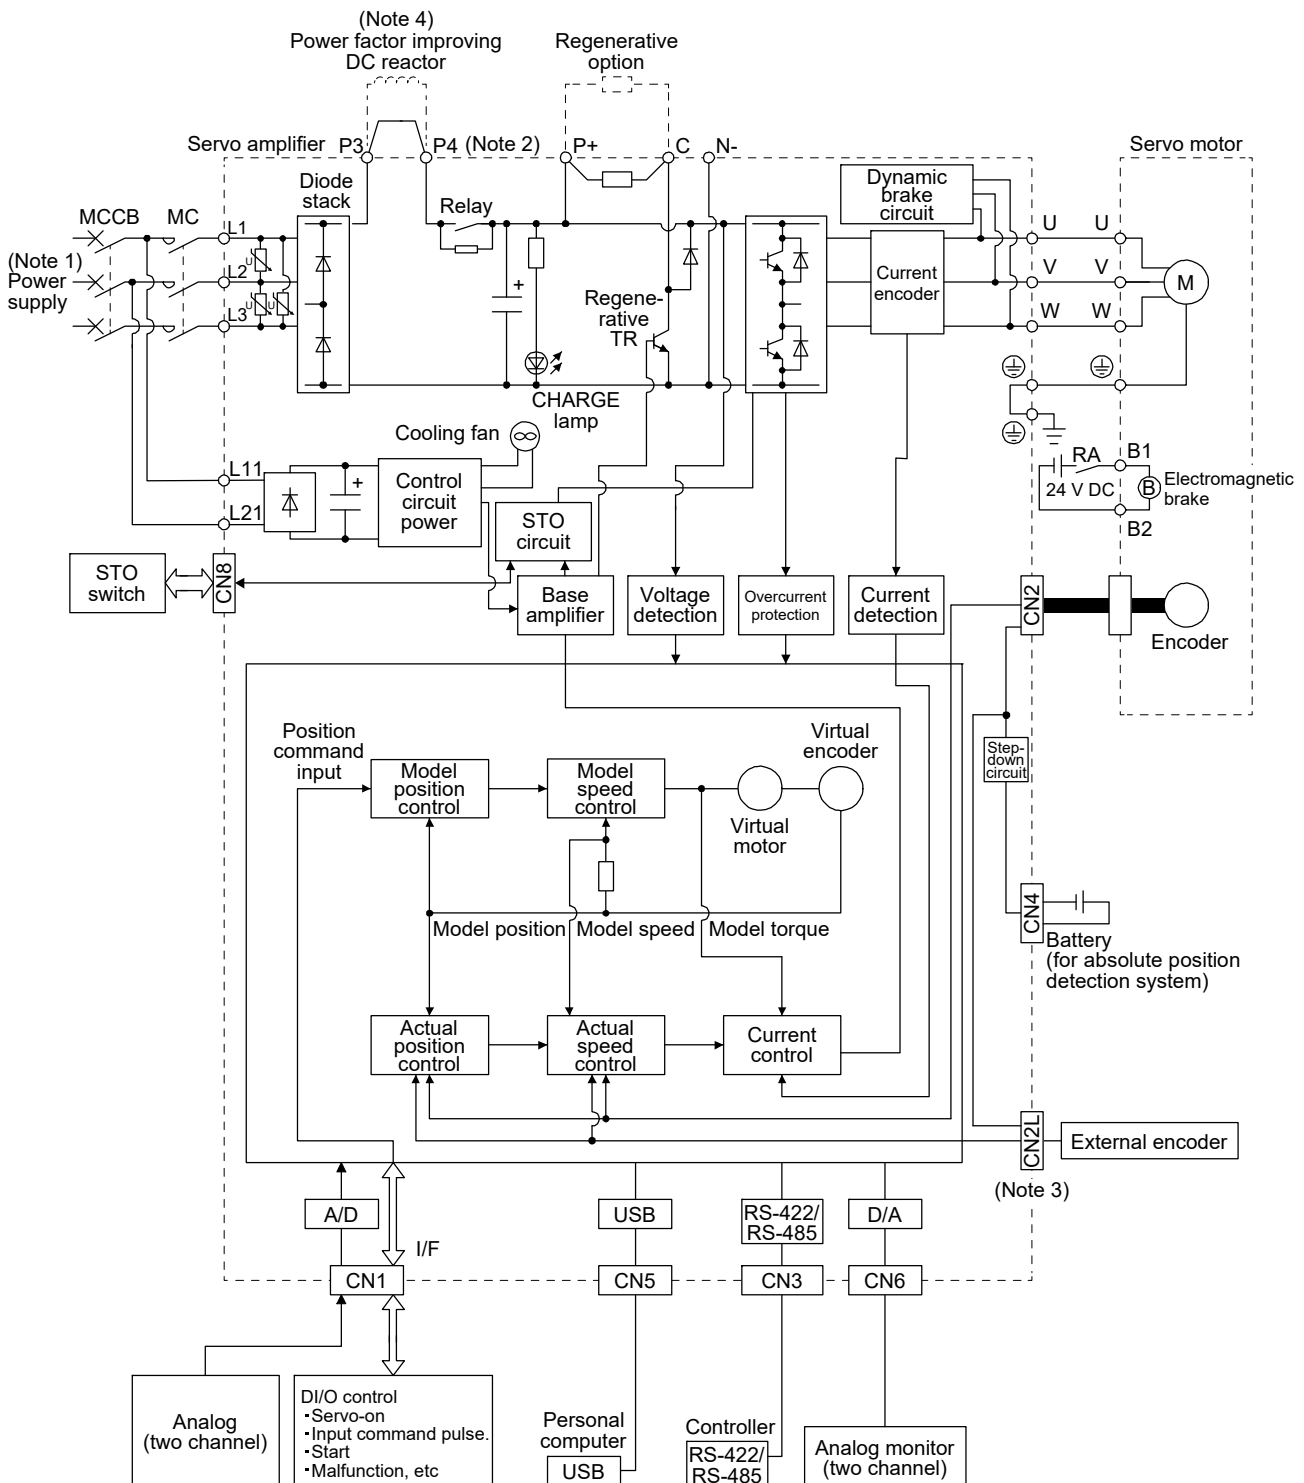 (Note 4)
Power factor improving
DC reactor
Regenerative
option
Servo amplifier
P3
P4
(Note 2)
P+
C
N-
Servo motor
Diode
stack
Dynamic
brake
circuit
MCCB
MC
Relay
L1
U
U
(Note 1)
Power
supply
U
L2
Current
encoder
V
V
M
+
U
U
L3
Regene-
rative
TR
W
W
CHARGE
lamp
Cooling fan
L11
+
Control
circuit
power
RA
B1
24 V DC
B
Electromagnetic
brake
L21
STO
circuit
B2
STO
switch
CN8
Base
amplifier
Voltage
detection
Overcurrent
protection
Current
detection
CN2
Encoder
Position
command
input
Virtual
encoder
Model
position
control
Model
speed
control
Step-
down
circuit
Virtual
motor
CN4
Model position
Model speed
Model torque
Battery
(for absolute position
detection system)
Actual
position
control
Actual
speed
control
Current
control
CN2L
External encoder
(Note 3)
A/D
USB
RS-422/
RS-485
D/A
I/F
CN1
CN5
CN3
CN6
Analog
(two channel)
DI/O control
･Servo-on
･Input command pulse.
･Start
･Malfunction, etc
Personal
computer
USB
Controller
RS-422/
RS-485
Analog monitor
(two channel)